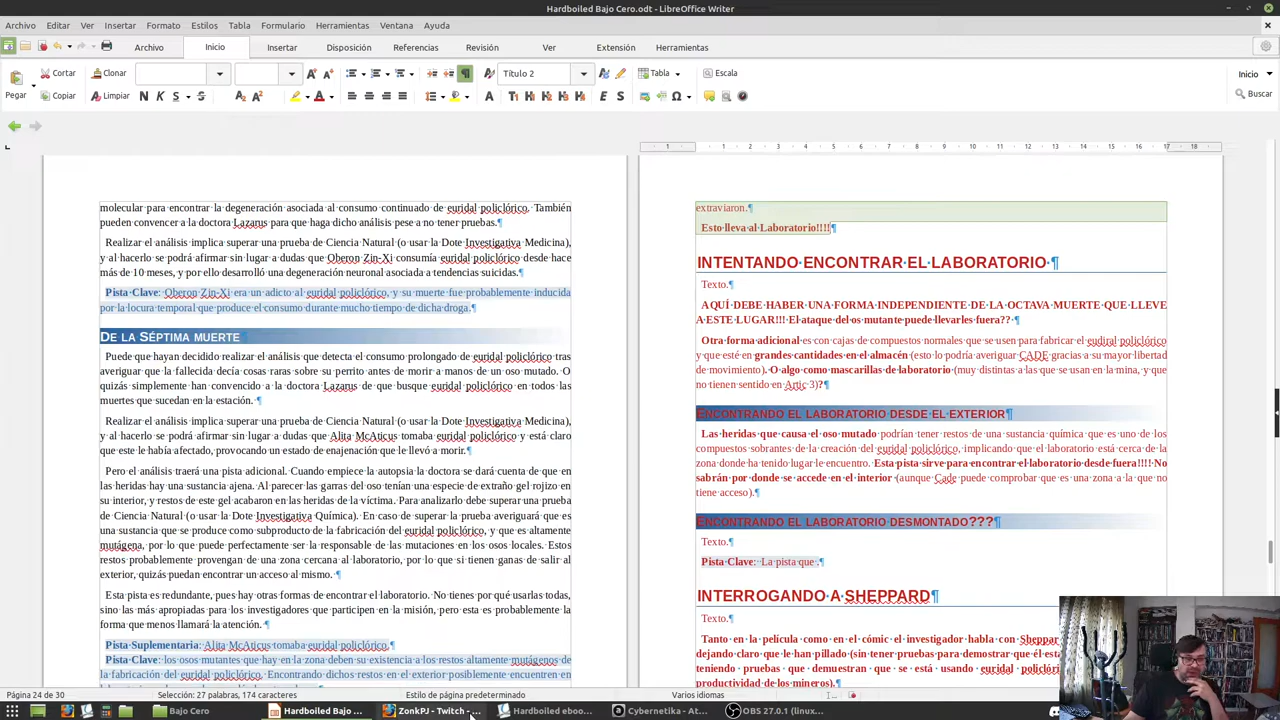 Hardboiled Bajo Cero.odt - LibreOffice Writer
Archivo Editar Ver Insertar Formato Estilos Tabla Formulario Herramientas Ventana Ayuda
Archivo Inicio Insertar Disposición Referencias Revisión Ver Extensión Herramientas
Cortar Clonar Título 2 Tabla Escala Inicio
Pegar Copiar Limpiar Buscar
molecular para encontrar la degeneración asociada al consumo continuado de euridal policlórico. También
pueden convencer a la doctora Lazarus para que haga dicho análisis pese a no tener pruebas.¶
Realizar el análisis implica superar una prueba de Ciencia Natural (o usar la Dote Investigativa Medicina),
y al hacerlo se podrá afirmar sin lugar a dudas que Oberon Zin-Xi consumía euridal policlórico desde hace
más de 10 meses, y por ello desarrolló una degeneración neuronal asociada a tendencias suicidas.¶
Pista Clave: Oberon Zin-Xi era un adicto al euridal policlórico, y su muerte fue probablemente inducida
por la locura temporal que produce el consumo durante mucho tiempo de dicha droga.¶
De la Séptima muerte¶
Puede que hayan decidido realizar el análisis que detecta el consumo prolongado de euridal policlórico tras
averiguar que la fallecida decía cosas raras sobre su perrito antes de morir a manos de un oso mutado. O
quizás simplemente han convencido a la doctora Lazarus de que busque euridal policlórico en todos las
muertes que sucedan en la estación. ¶
Realizar el análisis implica superar una prueba de Ciencia Natural (o usar la Dote Investigativa Medicina),
y al hacerlo se podrá afirmar sin lugar a dudas que Alita McAticus tomaba euridal policlórico y está claro
que este le había afectado, provocando un estado de enajenación que le llevó a morir.¶
Pero el análisis traerá una pista adicional. Cuando empiece la autopsia la doctora se dará cuenta de que en
las heridas hay una sustancia ajena. Al parecer las garras del oso tenían una especie de extraño gel rojizo en
su interior, y restos de este gel acabaron en las heridas de la víctima. Para analizarlo debe superar una prueba
de Ciencia Natural (o usar la Dote Investigativa Química). En caso de superar la prueba averiguará que es
una sustancia que se produce como subproducto de la fabricación del euridal policlórico, y que es altamente
mutágena, por lo que puede perfectamente ser la responsable de las mutaciones en los osos locales. Estos
restos probablemente provengan de una zona cercana al laboratorio, por lo que si tienen ganas de salir al
exterior, quizás puedan encontrar un acceso al mismo. ¶
Esta pista es redundante, pues hay otras formas de encontrar el laboratorio. No tienes por qué usarlas todas,
sino las más apropiadas para los investigadores que participen en la misión, pero esta es probablemente la
forma que menos llamará la atención. ¶
Pista Suplementaria: Alita McAticus tomaba euridal policlórico.¶
Pista Clave: los osos mutantes que hay en la zona deben su existencia a los restos altamente mutágenos de
la fabricación del euridal policlórico. Encontrando dichos restos en el exterior posiblemente encuentren
extraviaron.¶
Esto lleva al Laboratorio!!!!¶
INTENTANDO ENCONTRAR EL LABORATORIO ¶
Texto.¶
AQUÍ DEBE HABER UNA FORMA INDEPENDIENTE DE LA OCTAVA MUERTE QUE LLEVE
A ESTE LUGAR!!! El ataque del os mutante puede llevarles fuera?? ¶
Otra forma adicional es con cajas de compuestos normales que se usen para fabricar el eudiral policlórico
y que esté en grandes cantidades en el almacén (esto lo podría averiguar CADE gracias a su mayor libertad
de movimiento). O algo como mascarillas de laboratorio (muy distintas a las que se usan en la mina, y que
no tienen sentido en Artic 3)?¶
Encontrando el laboratorio desde el exterior¶
Las heridas que causa el oso mutado podrían tener restos de una sustancia química que es uno de los
compuestos sobrantes de la creación del euridal policlórico, implicando que el laboratorio está cerca de la
zona donde ha tenido lugar le encuentro. Esta pista sirve para encontrar el laboratorio desde fuera!!!! No
sabrán por donde se accede en el interior (aunque Cade puede comprobar que es una zona a la que no
tiene acceso).¶
Encontrando el laboratorio desmontado???¶
Texto.¶
Pista Clave: La pista que .¶
INTERROGANDO A SHEPPARD¶
Texto.¶
Tanto en la película como en el cómic el investigador habla con Sheppar
dejando claro que le han pillado (sin tener pruebas para demostrar que él esta
teniendo pruebas que demuestran que se está usando euridal policlóri
productividad de los mineros).¶
Página 24 de 30 Selección: 27 palabras, 174 caracteres Estilo de página predeterminado Varios idiomas
Bajo Cero Hardboiled Bajo ... ZonkPJ - Twitch - ... Hardboiled eboo... Cybernetika - At... OBS 27.0.1 (linux...